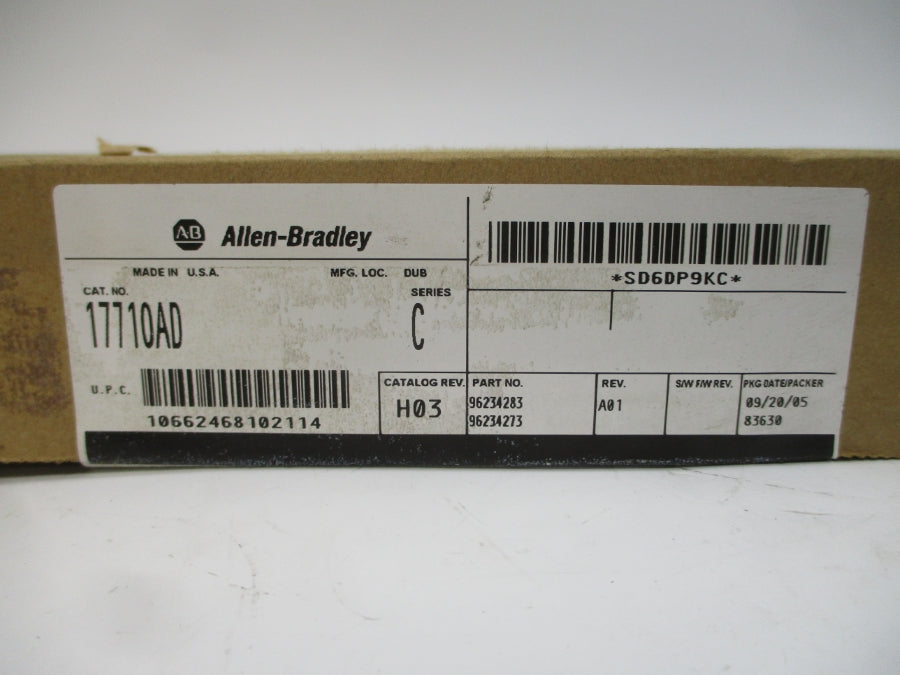 AB Allen-Bradley
MADE IN U.S.A. MFG. LOC. DUB
CAT. NO. SERIES
1771OAD C
U.P.C.
10662468102114
*SD6DP9KC*
CATALOG REV. PART NO. REV. S/W F/W REV. PKG DATE/PACKER
H03 96234283 A01 09/20/05
96234273 83630